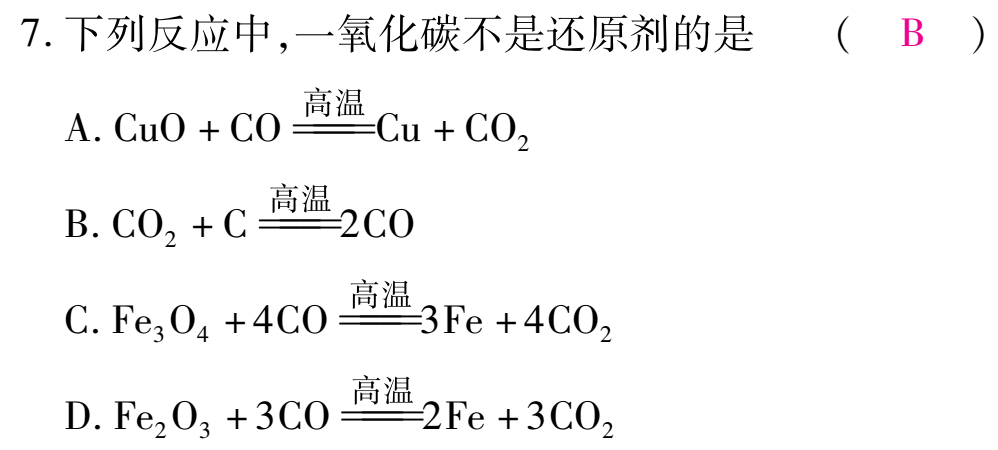 7. 下列反应中,一氧化碳不是还原剂的是 ( B )
A. CuO + CO ══高温══ Cu + CO₂
B. CO₂ + C ══高温══ 2CO
C. Fe₃O₄ + 4CO ══高温══ 3Fe + 4CO₂
D. Fe₂O₃ + 3CO ══高温══ 2Fe + 3CO₂